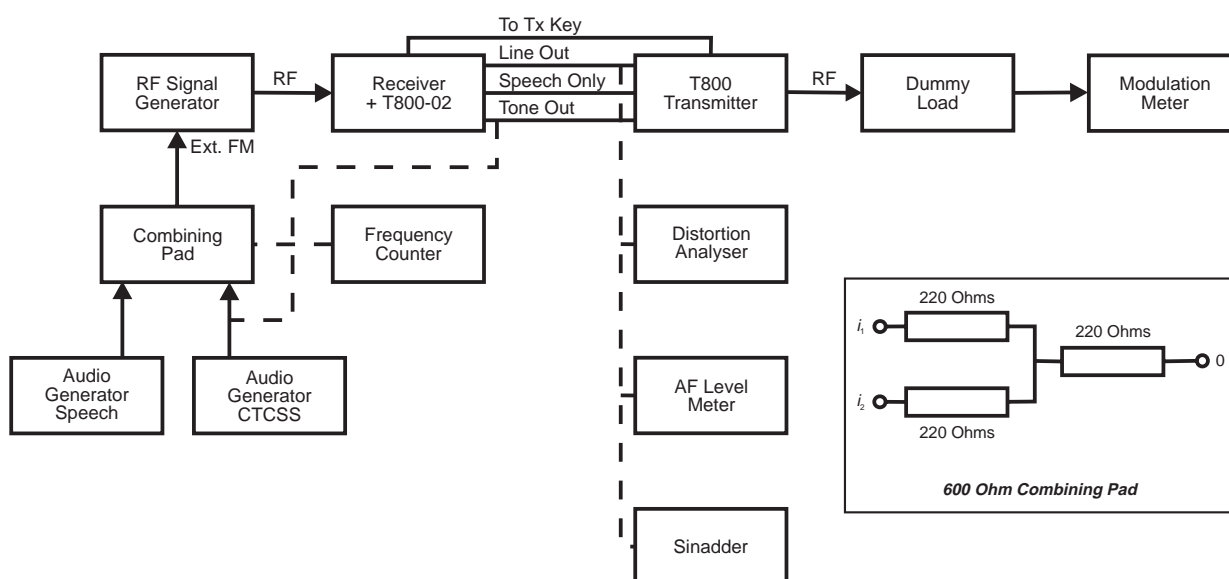 To Tx Key
Line Out
Speech Only
Tone Out
RF Signal
Generator
RF
Receiver
+ T800-02
T800
Transmitter
RF
Dummy
Load
Modulation
Meter
Ext. FM
Combining
Pad
Frequency
Counter
Distortion
Analyser
Audio
Generator
Speech
Audio
Generator
CTCSS
AF Level
Meter
Sinadder
220 Ohms
i1
220 Ohms
0
i2
220 Ohms
600 Ohm Combining Pad